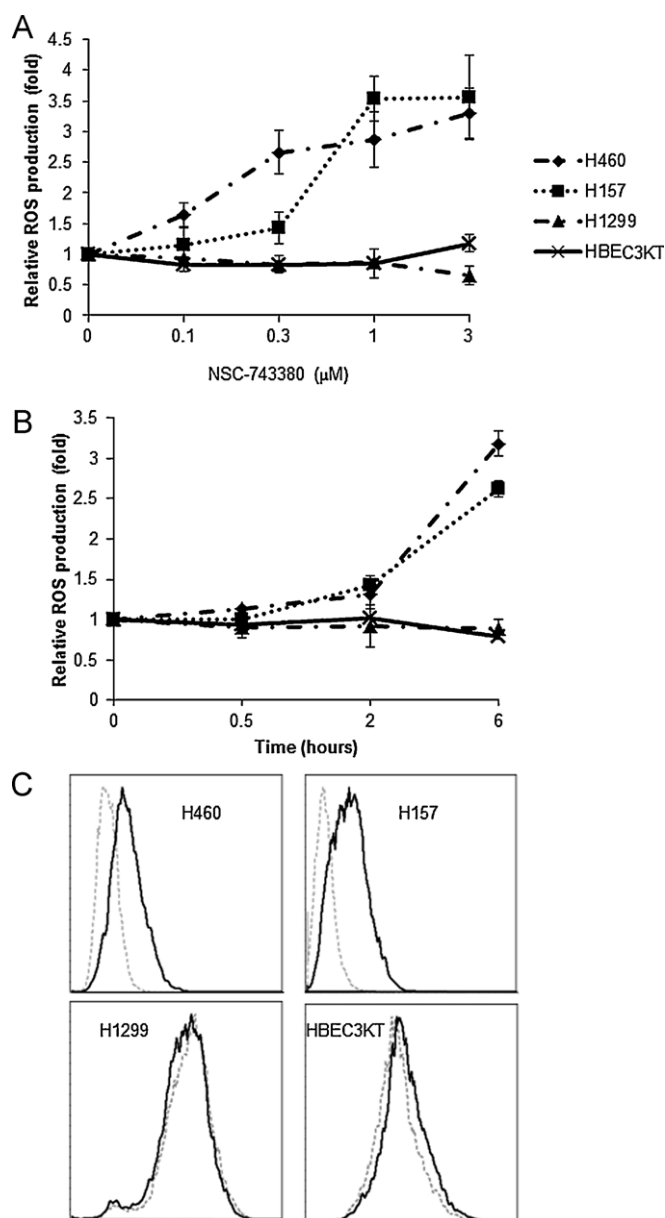 A
Relative ROS production (fold)
4.5
4
3.5
3
2.5
2
1.5
1
0.5
0
0 0.1 0.3 1 3
NSC-743380 (μM)
H460
H157
H1299
HBEC3KT
B
Relative ROS production (fold)
3.5
3
2.5
2
1.5
1
0.5
0
0 0.5 2 6
Time (hours)
C
H460
H157
H1299
HBEC3KT